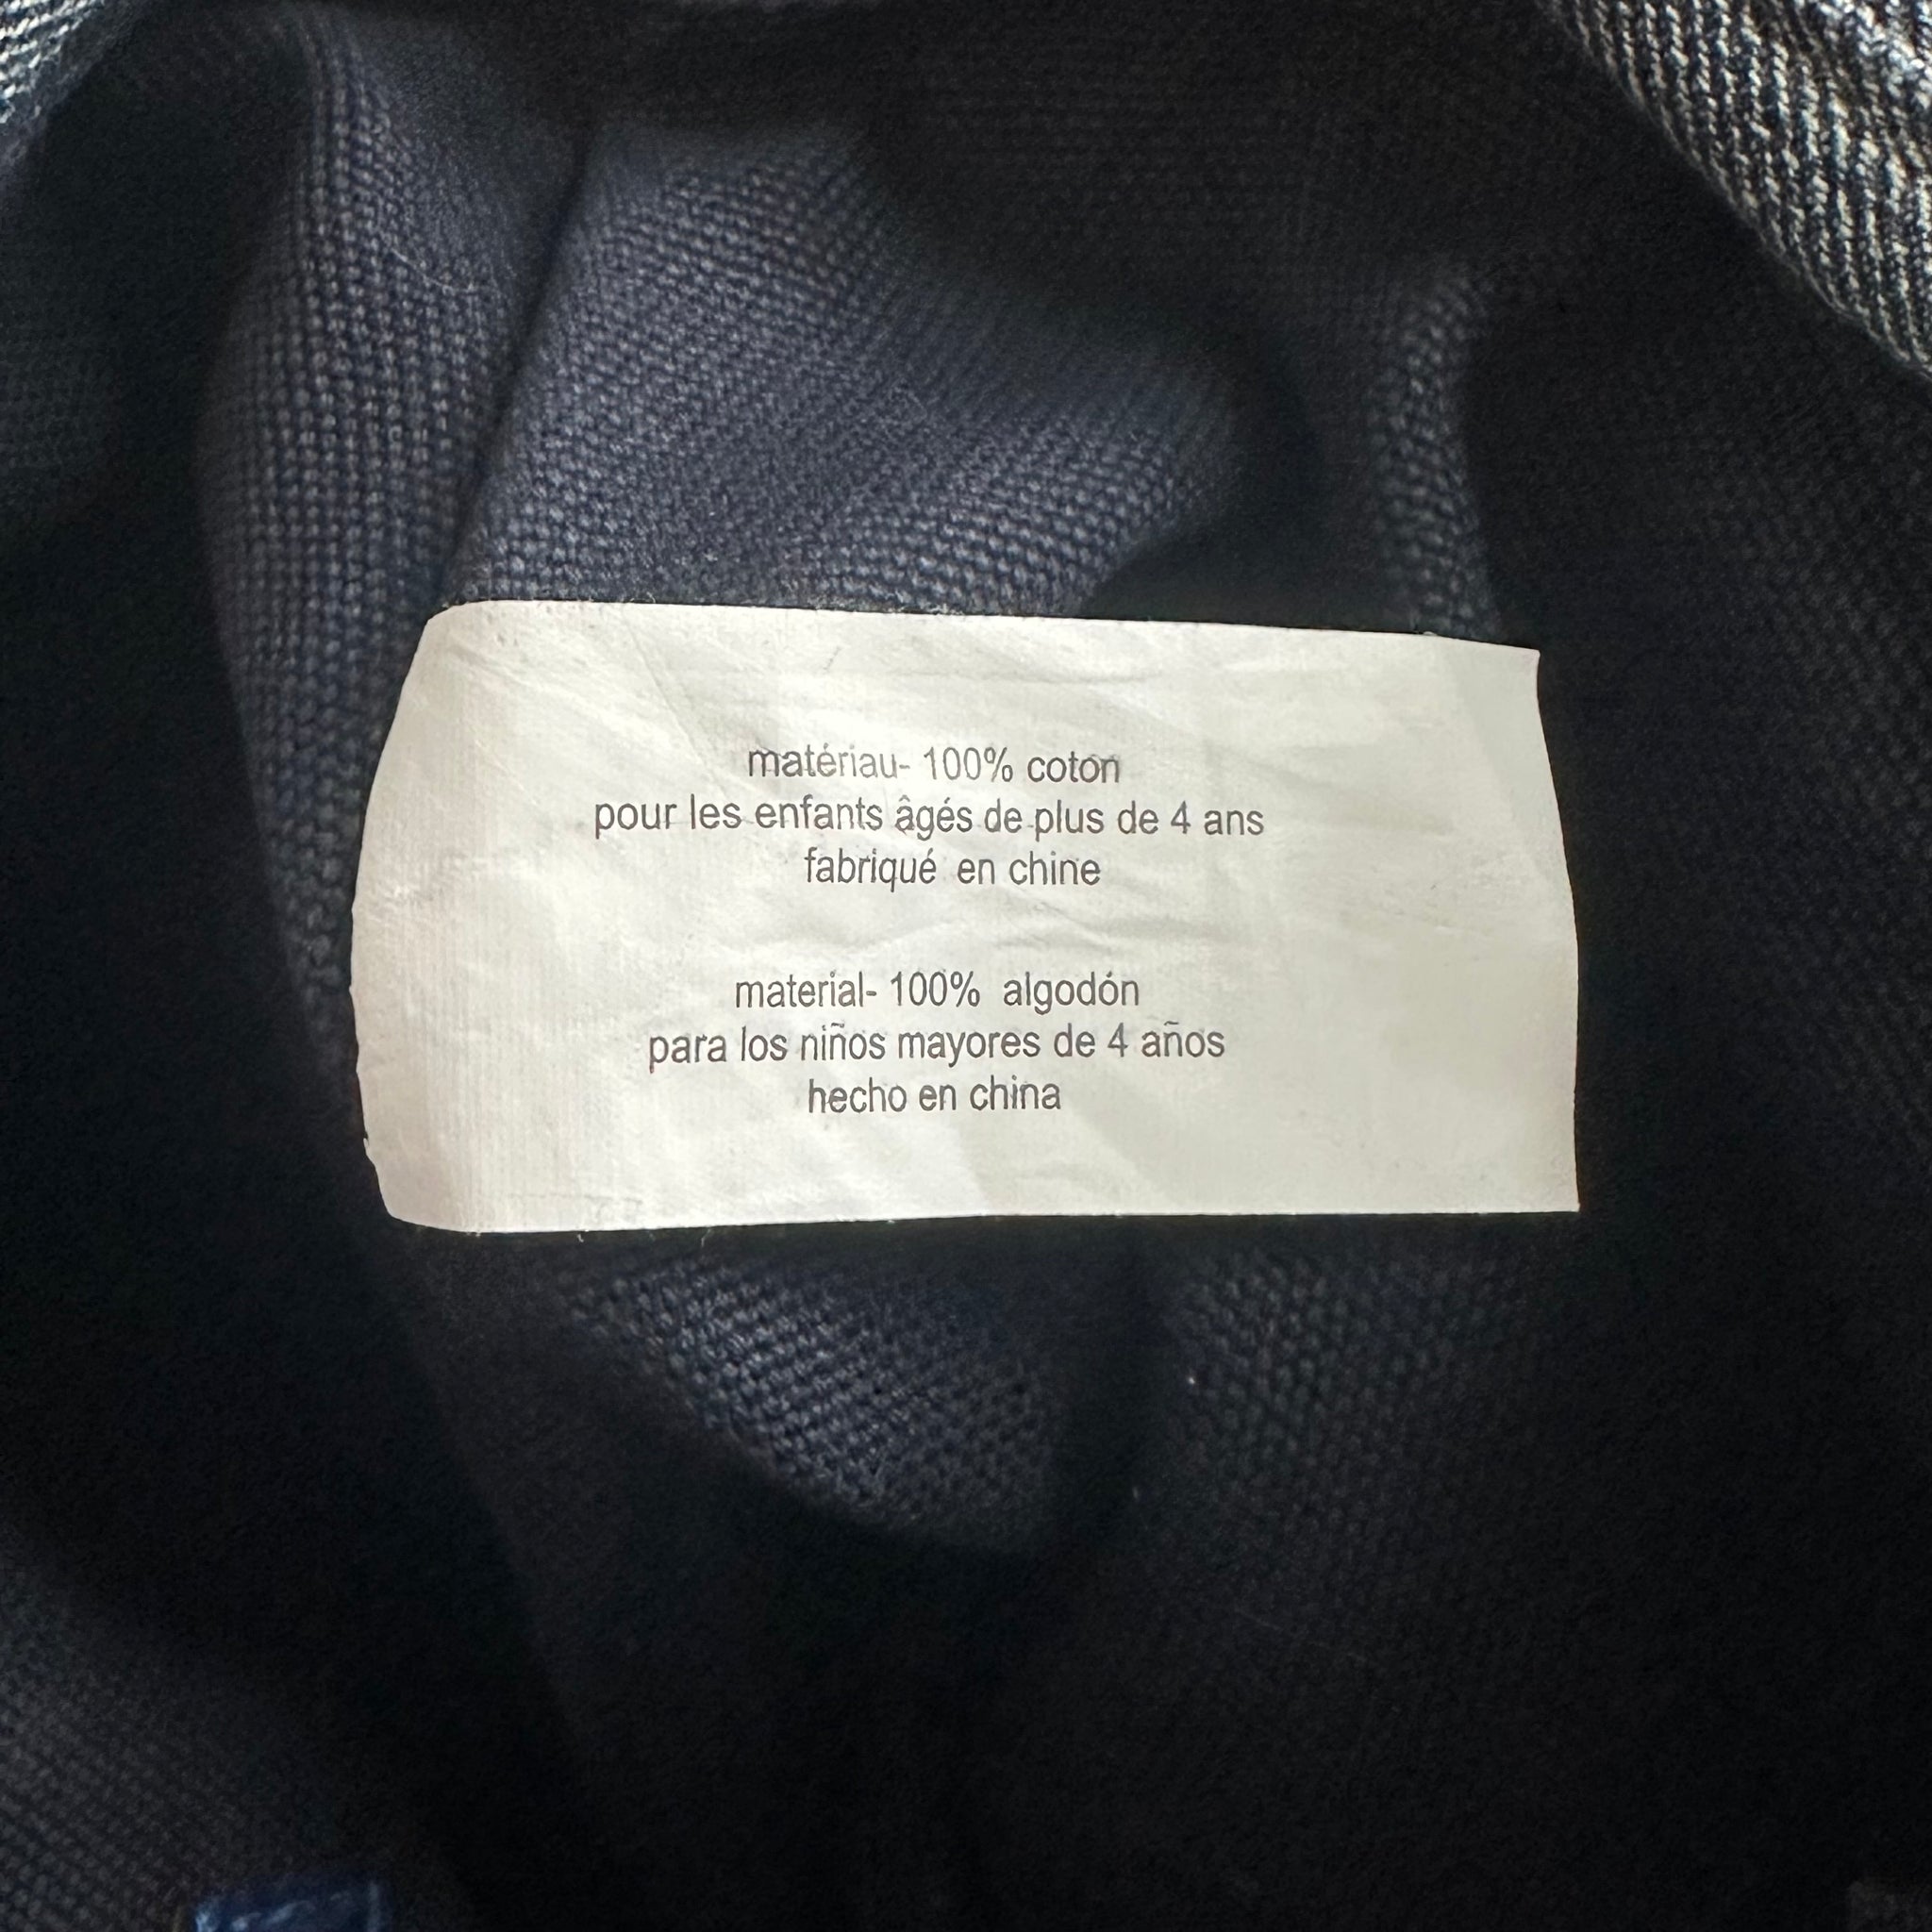 matériau- 100% coton
pour les enfants âgés de plus de 4 ans
fabriqué en chine
material- 100% algodón
para los niños mayores de 4 años
hecho en china